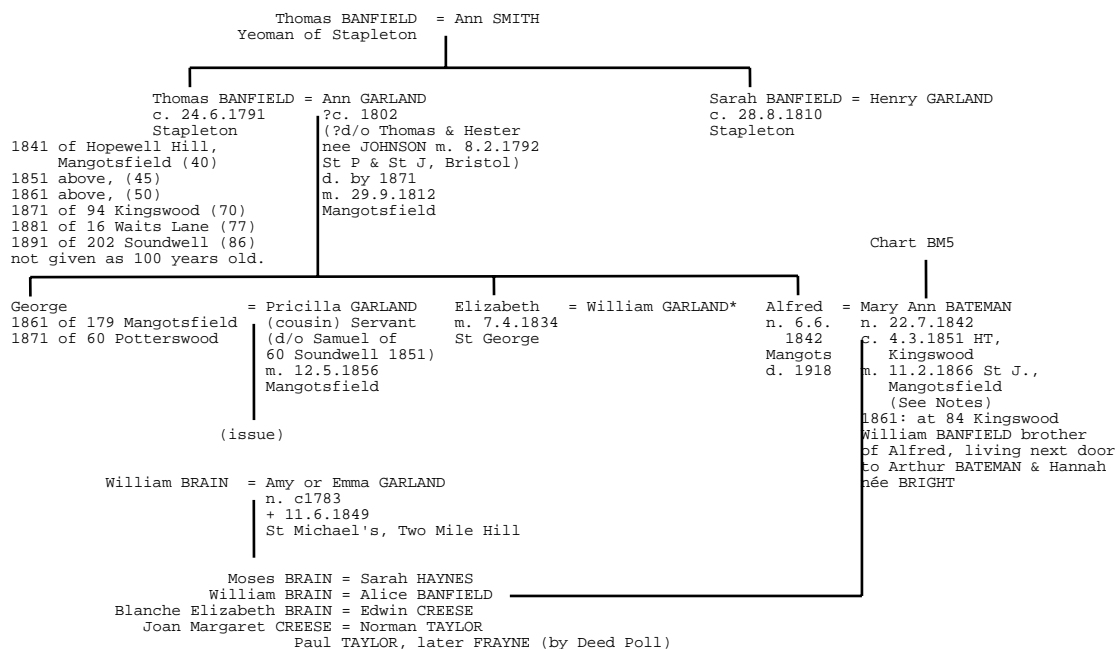 Thomas BANFIELD = Ann SMITH
Yeoman of Stapleton
Thomas BANFIELD = Ann GARLAND
c. 24.6.1791
Stapleton
1841 of Hopewell Hill,
Mangotsfield (40)
1851 above, (45)
1861 above, (50)
1871 of 94 Kingswood (70)
1881 of 16 Waits Lane (77)
1891 of 202 Soundwell (86)
not given as 100 years old.
?c. 1802
(?d/o Thomas & Hester
nee JOHNSON m. 8.2.1792
St P & St J, Bristol)
d. by 1871
m. 29.9.1812
Mangotsfield
Sarah BANFIELD = Henry GARLAND
c. 28.8.1810
Stapleton
Chart BM5
George = Pricilla GARLAND
1861 of 179 Mangotsfield
1871 of 60 Potterswood
(cousin) Servant
(d/o Samuel of
60 Soundwell 1851)
m. 12.5.1856
Mangotsfield
(issue)
Elizabeth = William GARLAND*
m. 7.4.1834
St George
Alfred = Mary Ann BATEMAN
n. 6.6.
1842
Mangots
d. 1918
n. 22.7.1842
c. 4.3.1851 HT,
Kingswood
m. 11.2.1866 St J.,
Mangotsfield
(See Notes)
1861: at 84 Kingswood
William BANFIELD brother
of Alfred, living next door
to Arthur BATEMAN & Hannah
née BRIGHT
William BRAIN = Amy or Emma GARLAND
n. c1783
+ 11.6.1849
St Michael's, Two Mile Hill
Moses BRAIN = Sarah HAYNES
William BRAIN = Alice BANFIELD
Blanche Elizabeth BRAIN = Edwin CREESE
Joan Margaret CREESE = Norman TAYLOR
Paul TAYLOR, later FRAYNE (by Deed Poll)